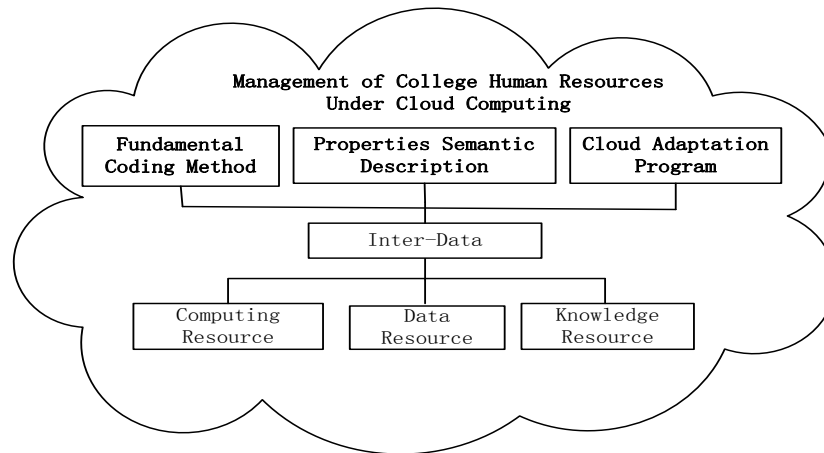 Management of College Human Resources
Under Cloud Computing
Fundamental
Coding Method
Properties Semantic
Description
Cloud Adaptation
Program
Inter-Data
Computing
Resource
Data
Resource
Knowledge
Resource